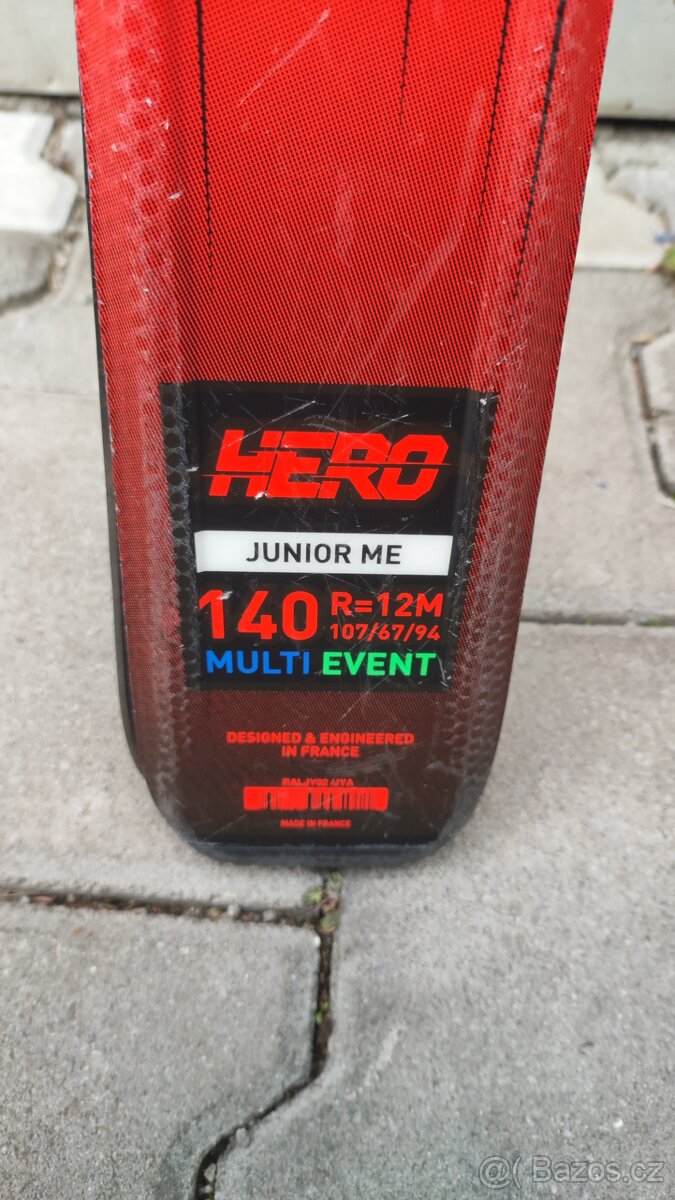 HERO
JUNIOR ME
140 R=12M
107/67/94
MULTI EVENT
DESIGNED & ENGINEERED
IN FRANCE
MADE IN FRANCE
@ Bazos.cz